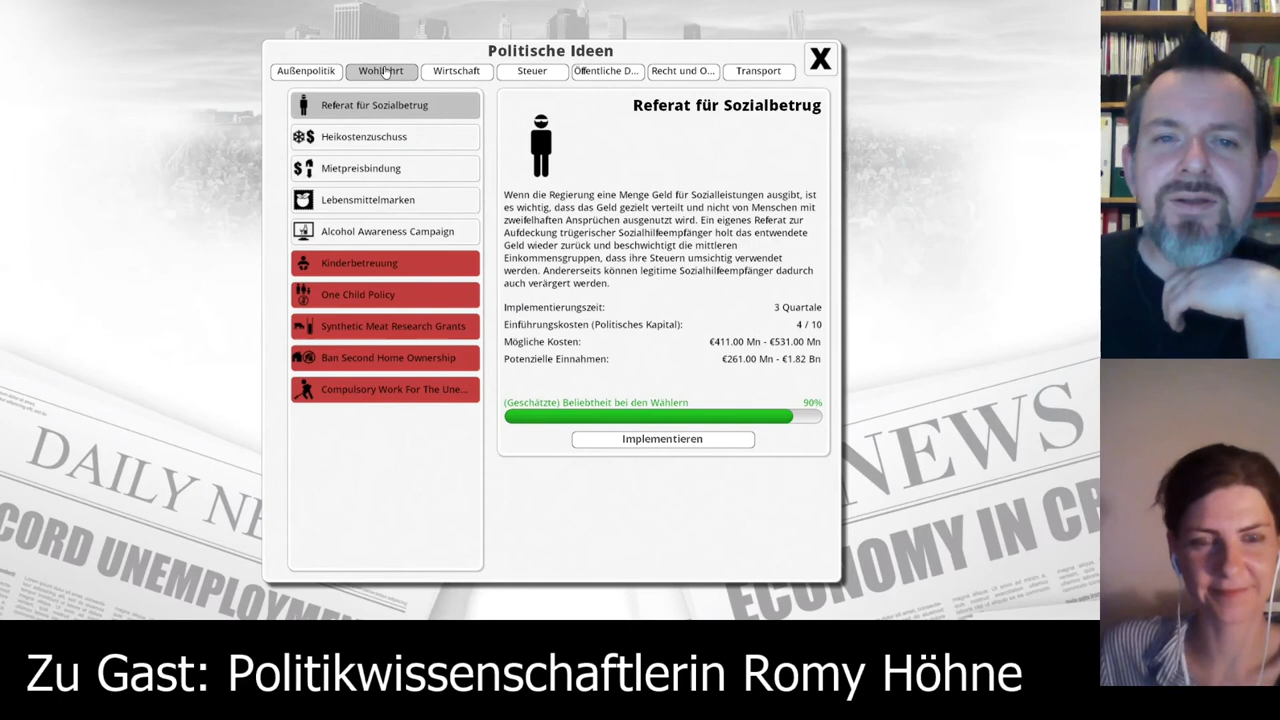 Politische Ideen
X
Außenpolitik
Wohlfahrt
Wirtschaft
Steuer
Öffentliche D...
Recht und O...
Transport
Referat für Sozialbetrug
Heikostenzuschuss
Mietpreisbindung
Lebensmittelmarken
Alcohol Awareness Campaign
Kinderbetreuung
One Child Policy
Synthetic Meat Research Grants
Ban Second Home Ownership
Compulsory Work For The Une...
Referat für Sozialbetrug
Wenn die Regierung eine Menge Geld für Sozialleistungen ausgibt, ist
es wichtig, dass das Geld gezielt verteilt und nicht von Menschen mit
zweifelhaften Ansprüchen ausgenutzt wird. Ein eigenes Referat zur
Aufdeckung trügerischer Sozialhilfeempfänger holt das entwendete
Geld wieder zurück und beschwichtigt die mittleren
Einkommensgruppen, dass ihre Steuern umsichtig verwendet
werden. Andererseits können legitime Sozialhilfeempfänger dadurch
auch verärgert werden.
Implementierungszeit: 3 Quartale
Einführungskosten (Politisches Kapital): 4 / 10
Mögliche Kosten: €411.00 Mn - €531.00 Mn
Potenzielle Einnahmen: €261.00 Mn - €1.82 Bn
(Geschätzte) Beliebtheit bei den Wählern 90%
Implementieren
DAILY NE
CORD UNEMPLOYME
NEWS
ECONOMY IN CR
Zu Gast: Politikwissenschaftlerin Romy Höhne